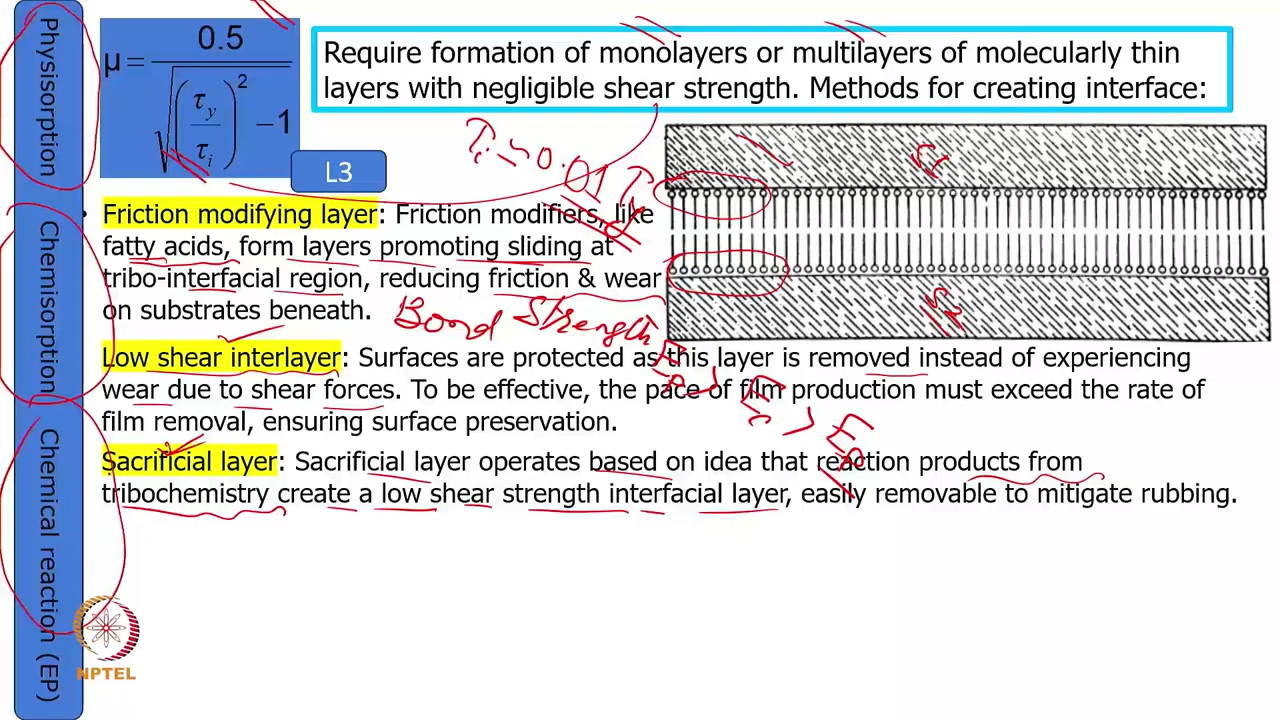 Physisorption
Chemisorption
Chemical reaction (EP)
μ = 0.5 / √((τy/τi)² − 1)
L3
Require formation of monolayers or multilayers of molecularly thin
layers with negligible shear strength. Methods for creating interface:
τi ~ 0.01 τy
S1
S2
• Friction modifying layer: Friction modifiers, like
fatty acids, form layers promoting sliding at
tribo-interfacial region, reducing friction & wear
on substrates beneath.
Bond Strength
Low shear interlayer: Surfaces are protected as this layer is removed instead of experiencing
wear due to shear forces. To be effective, the pace of film production must exceed the rate of
film removal, ensuring surface preservation.
Sacrificial layer: Sacrificial layer operates based on idea that reaction products from
tribochemistry create a low shear strength interfacial layer, easily removable to mitigate rubbing.
NPTEL